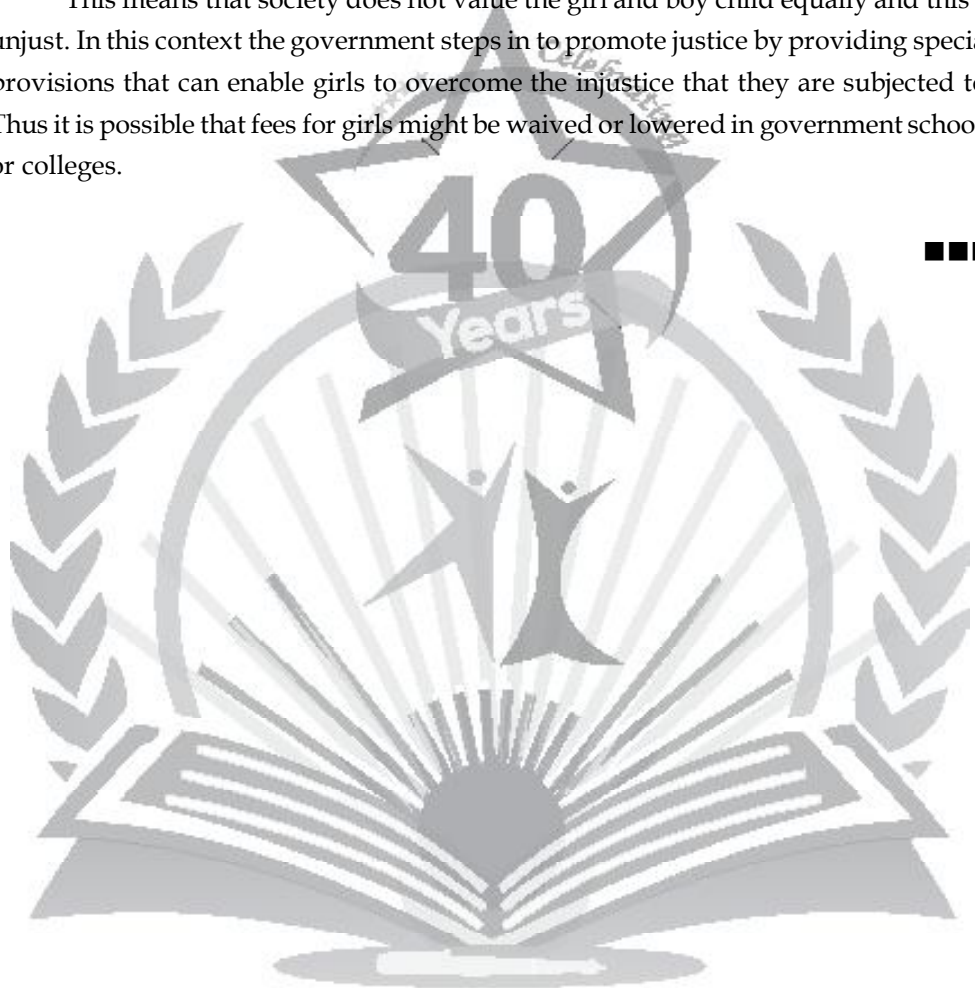 This means that society does not value the girl and boy child equally and this
unjust. In this context the government steps in to promote justice by providing specia
provisions that can enable girls to overcome the injustice that they are subjected t
Thus it is possible that fees for girls might be waived or lowered in government schoo
or colleges.
Celebrating
40
Years